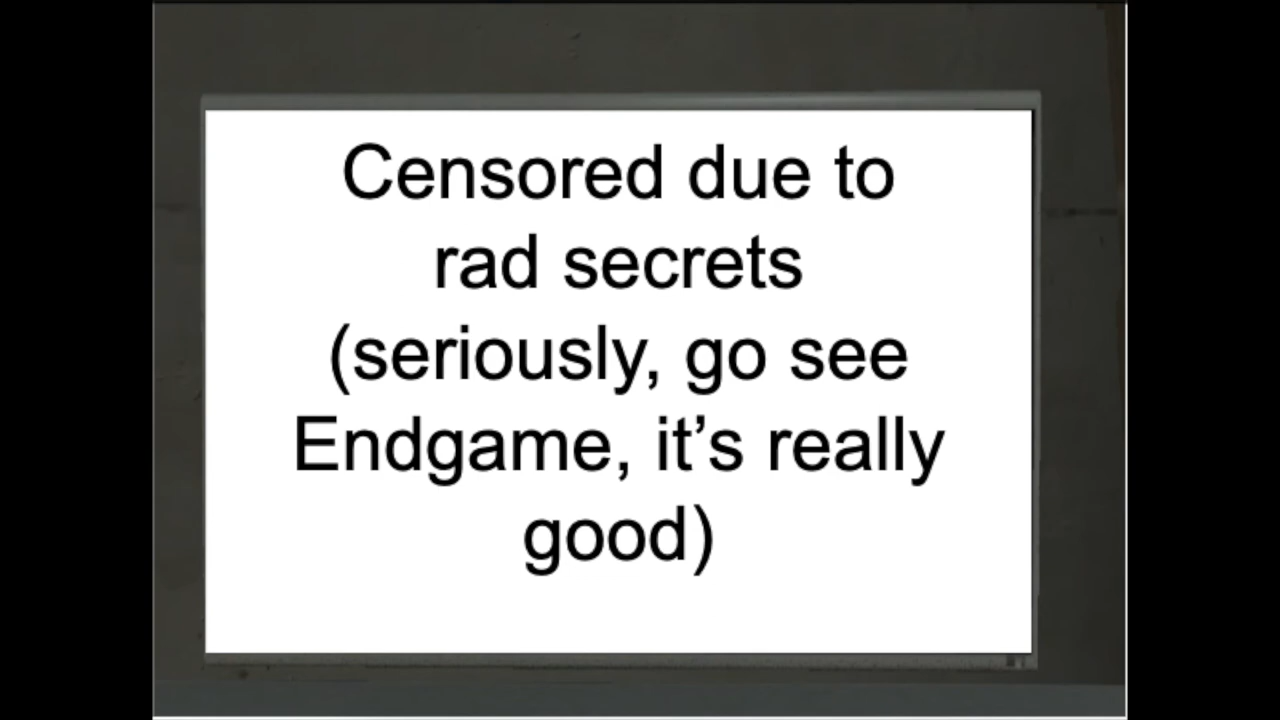 Censored due to
rad secrets
(seriously, go see
Endgame, it’s really
good)